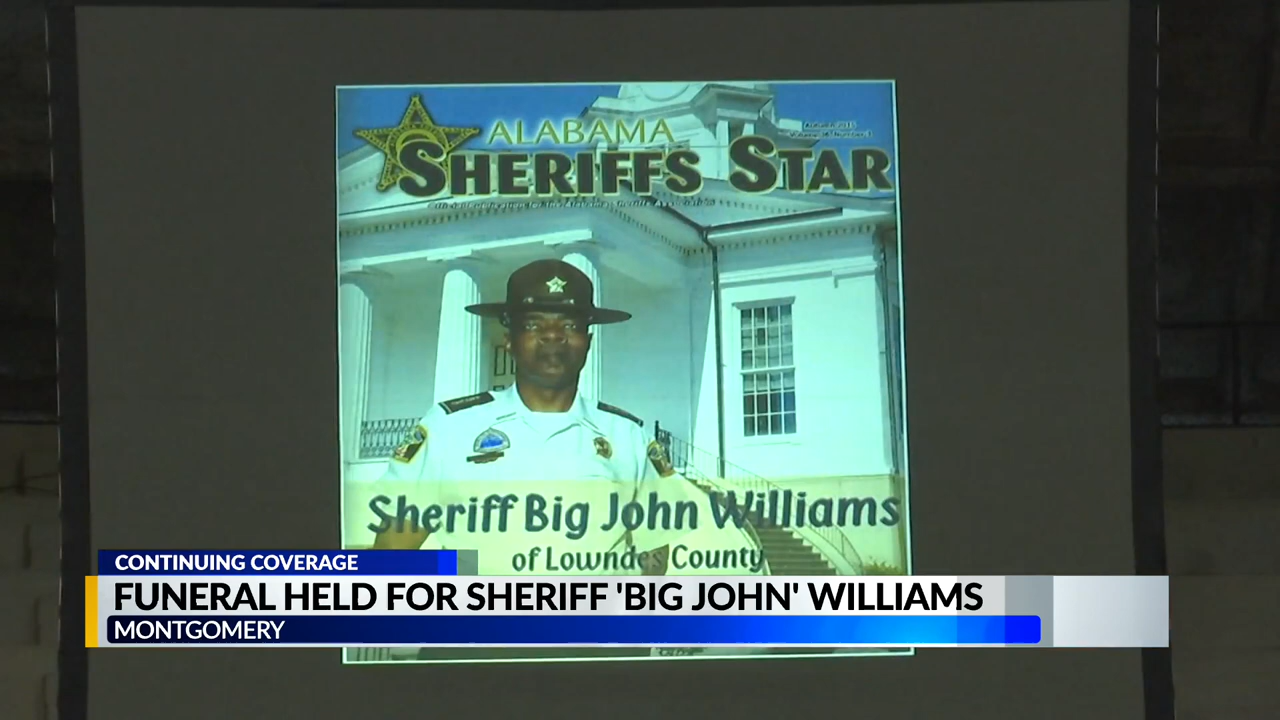 ALABAMA
SHERIFFS STAR
Sheriff Big John Williams
of Lowndes County
CONTINUING COVERAGE
FUNERAL HELD FOR SHERIFF 'BIG JOHN' WILLIAMS
MONTGOMERY